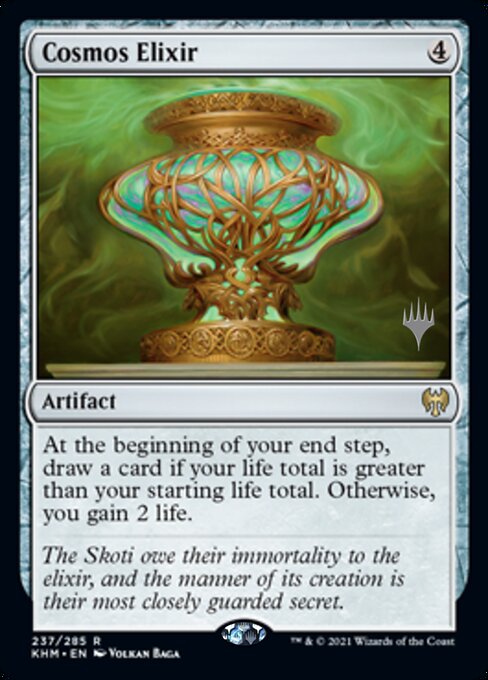 Cosmos Elixir 4
Artifact
At the beginning of your end step,
draw a card if your life total is greater
than your starting life total. Otherwise,
you gain 2 life.
The Skoti owe their immortality to the
elixir, and the manner of its creation is
their most closely guarded secret.
237/285 R
KHM • EN Volkan Baga
™ & © 2021 Wizards of the Coast